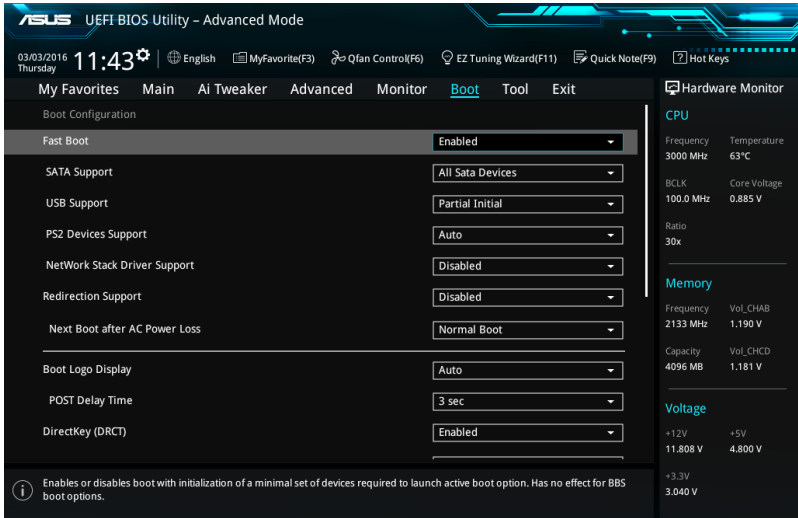 ASUS UEFI BIOS Utility – Advanced Mode
03/03/2016
Thursday
11:43
English
MyFavorite(F3)
Qfan Control(F6)
EZ Tuning Wizard(F11)
Quick Note(F9)
Hot Keys
My Favorites Main Ai Tweaker Advanced Monitor Boot Tool Exit
Boot Configuration
Fast Boot Enabled
SATA Support All Sata Devices
USB Support Partial Initial
PS2 Devices Support Auto
NetWork Stack Driver Support Disabled
Redirection Support Disabled
Next Boot after AC Power Loss Normal Boot
Boot Logo Display Auto
POST Delay Time 3 sec
DirectKey (DRCT) Enabled
Enables or disables boot with initialization of a minimal set of devices required to launch active boot option. Has no effect for BBS
boot options.
Hardware Monitor
CPU
Frequency Temperature
3000 MHz 63°C
BCLK Core Voltage
100.0 MHz 0.885 V
Ratio
30x
Memory
Frequency Vol_CHAB
2133 MHz 1.190 V
Capacity Vol_CHCD
4096 MB 1.181 V
Voltage
+12V +5V
11.808 V 4.800 V
+3.3V
3.040 V